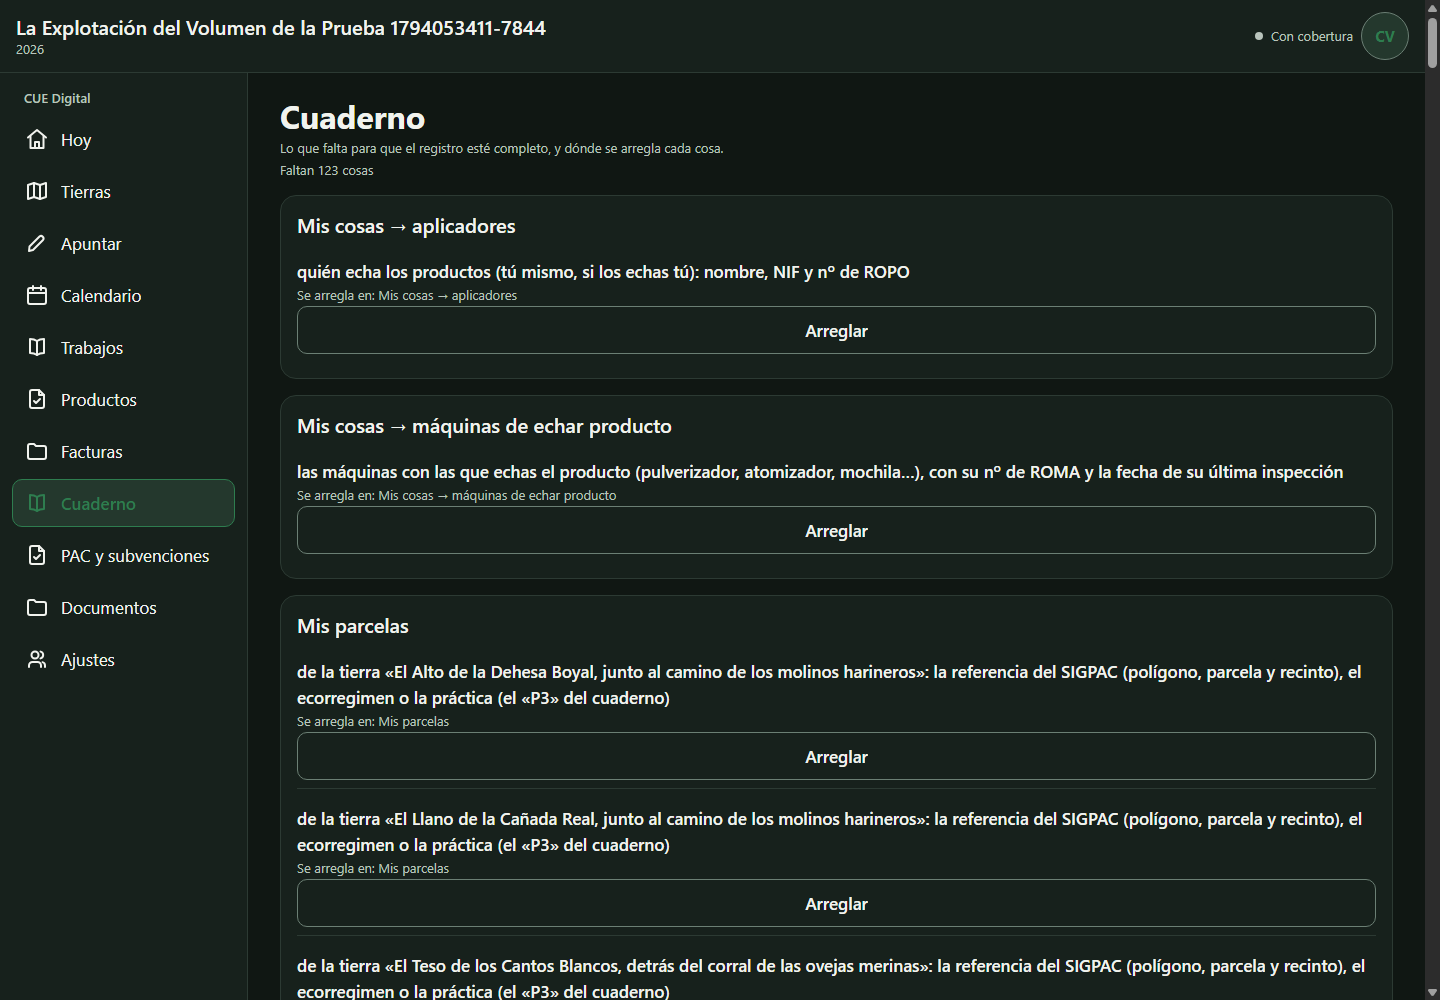 La Explotación del Volumen de la Prueba 1794053411-7844
2026
Con cobertura
CV
CUE Digital
Hoy
Tierras
Apuntar
Calendario
Trabajos
Productos
Facturas
Cuaderno
PAC y subvenciones
Documentos
Ajustes
Cuaderno
Lo que falta para que el registro esté completo, y dónde se arregla cada cosa.
Faltan 123 cosas
Mis cosas → aplicadores
quién echa los productos (tú mismo, si los echas tú): nombre, NIF y nº de ROPO
Se arregla en: Mis cosas → aplicadores
Arreglar
Mis cosas → máquinas de echar producto
las máquinas con las que echas el producto (pulverizador, atomizador, mochila...), con su nº de ROMA y la fecha de su última inspección
Se arregla en: Mis cosas → máquinas de echar producto
Arreglar
Mis parcelas
de la tierra «El Alto de la Dehesa Boyal, junto al camino de los molinos harineros»: la referencia del SIGPAC (polígono, parcela y recinto), el
ecorregimen o la práctica (el «P3» del cuaderno)
Se arregla en: Mis parcelas
Arreglar
de la tierra «El Llano de la Cañada Real, junto al camino de los molinos harineros»: la referencia del SIGPAC (polígono, parcela y recinto), el
ecorregimen o la práctica (el «P3» del cuaderno)
Se arregla en: Mis parcelas
Arreglar
de la tierra «El Teso de los Cantos Blancos, detrás del corral de las ovejas merinas»: la referencia del SIGPAC (polígono, parcela y recinto), el
ecorregimen o la práctica (el «P3» del cuaderno)